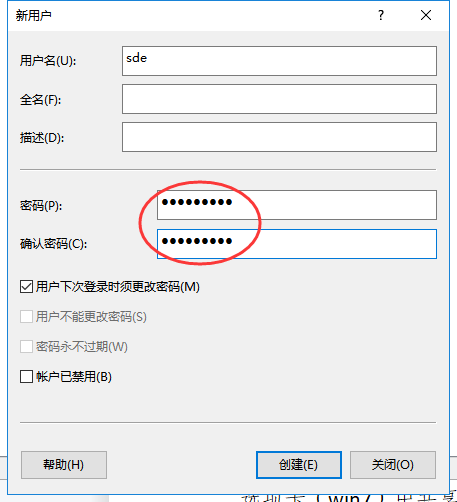 新用户
用户名(U): sde
全名(F):
描述(D):
密码(P): ●●●●●●●●●
确认密码(C): ●●●●●●●●●
用户下次登录时须更改密码(M)
用户不能更改密码(S)
密码永不过期(W)
帐户已禁用(B)
帮助(H) 创建(E) 关闭(O)